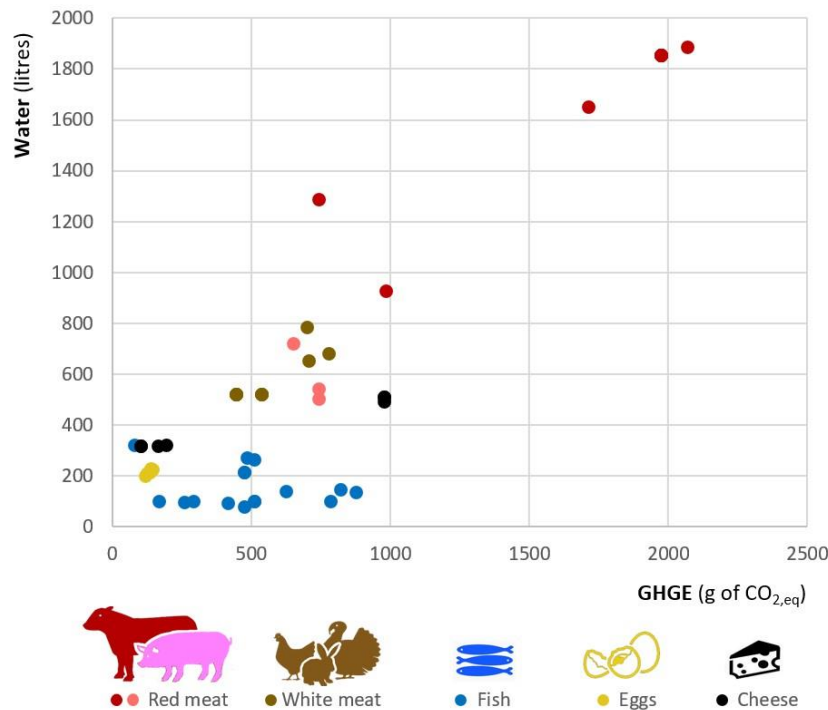 Water (litres)
2000
1800
1600
1400
1200
1000
800
600
400
200
0
0 500 1000 1500 2000 2500
GHGE (g of CO2,eq)
Red meat White meat Fish Eggs Cheese